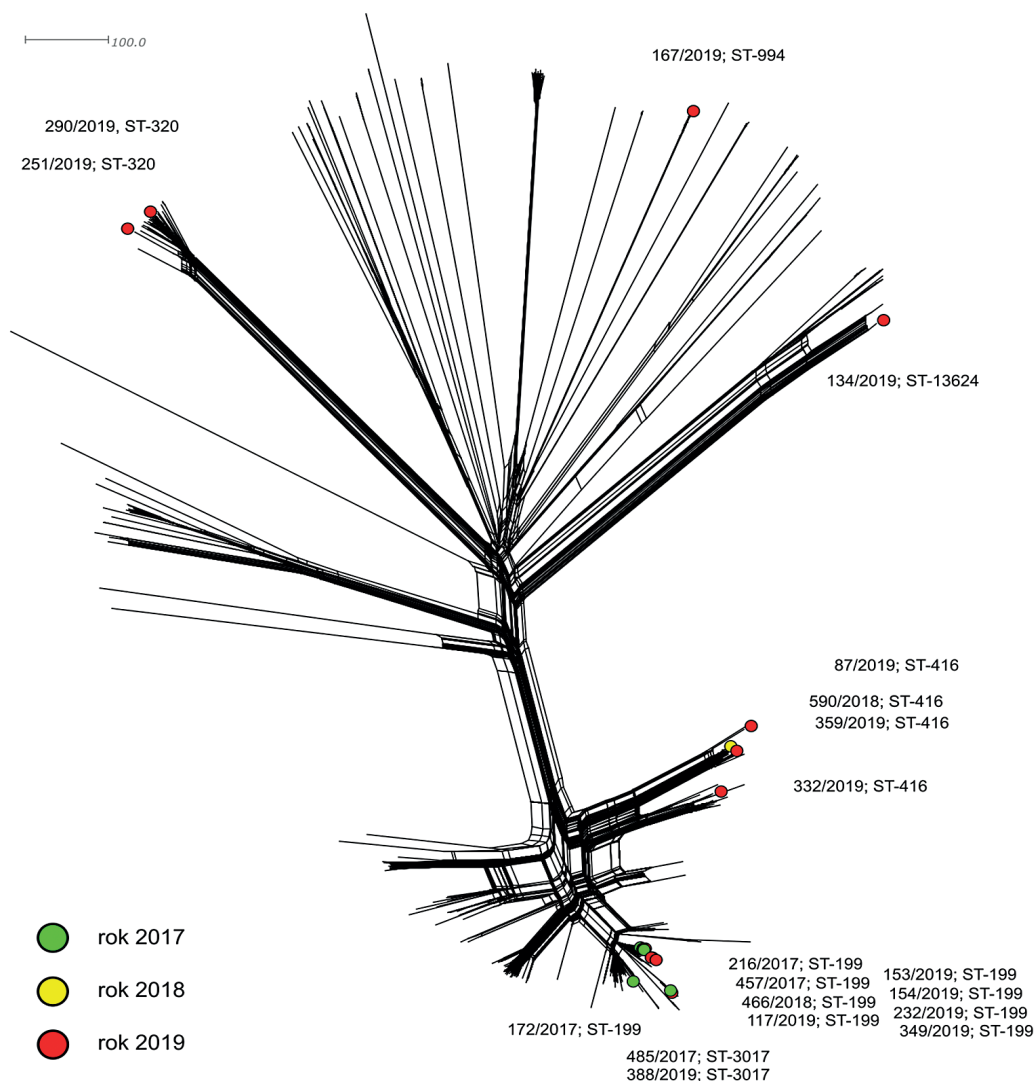 100.0
167/2019; ST-994
290/2019, ST-320
251/2019; ST-320
134/2019; ST-13624
87/2019; ST-416
590/2018; ST-416
359/2019; ST-416
332/2019; ST-416
rok 2017
rok 2018
rok 2019
216/2017; ST-199
457/2017; ST-199
466/2018; ST-199
117/2019; ST-199
153/2019; ST-199
154/2019; ST-199
232/2019; ST-199
349/2019; ST-199
172/2017; ST-199
485/2017; ST-3017
388/2019; ST-3017